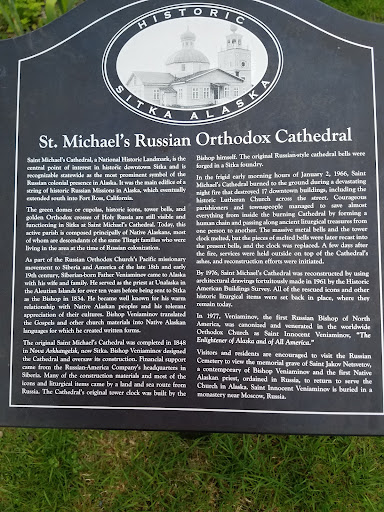 HISTORIC
SITKA ALASKA
St. Michael's Russian Orthodox Cathedral
Saint Michael's Cathedral, a National Historic Landmark, is the
central point of interest in historic downtown Sitka and is
recognizable statewide as the most prominent symbol of the
Russian colonial presence in Alaska. It was the main edifice of a
string of historic Russian Missions in Alaska, which eventually
extended south into Fort Ross, California.
The green domes or cupolas, historic icons, tower bells, and
golden Orthodox crosses of Holy Russia are still visible and
functioning in Sitka at Saint Michael's Cathedral. Today, this
active parish is composed principally of Native Alaskans, most
of whom are descendants of the same Tlingit families who were
living in the area at the time of Russian colonization.
As part of the Russian Orthodox Church's Pacific missionary
movement to Siberia and America of the late 18th and early
19th century, Siberian-born Father Veniaminov came to Alaska
with his wife and family. He served as the priest at Unalaska in
the Aleutian Islands for over ten years before being sent to Sitka
as the Bishop in 1834. He became well known for his warm
relationship with Native Alaskan peoples and his tolerant
appreciation of their cultures. Bishop Veniaminov translated
the Gospels and other church materials into Native Alaskan
languages for which he created written forms.
The original Saint Michael's Cathedral was completed in 1848
in Novo Arkhangelsk, now Sitka. Bishop Veniaminov designed
the Cathedral and oversaw its construction. Financial support
came from the Russian-America Company's headquarters in
Siberia. Many of the construction materials and most of the
icons and liturgical items came by a land and sea route from
Russia. The Cathedral's original tower clock was built by the
Bishop himself. The original Russian-style cathedral bells were
forged in a Sitka foundry.
In the frigid early morning hours of January 2, 1966, Saint
Michael's Cathedral burned to the ground during a devastating
night fire that destroyed 17 downtown buildings, including the
historic Lutheran Church across the street. Courageous
parishioners and townspeople managed to save almost
everything from inside the burning Cathedral by forming a
human chain and passing along ancient liturgical treasures from
one person to another. The massive metal bells and the tower
clock melted, but the pieces of melted bells were later recast into
the present bells, and the clock was replaced. A few days after
the fire, services were held outside on top of the Cathedral's
ashes, and reconstruction efforts were initiated.
By 1976, Saint Michael's Cathedral was reconstructed by using
architectural drawings fortuitously made in 1961 by the Historic
American Buildings Survey. All of the rescued icons and other
historic liturgical items were set back in place, where they
remain today.
In 1977, Veniaminov, the first Russian Bishop of North
America, was canonized and venerated in the worldwide
Orthodox Church as Saint Innocent Veniaminov, "The
Enlightener of Alaska and of All America."
Visitors and residents are encouraged to visit the Russian
Cemetery to view the memorial grave of Saint Jakov Netsvetov,
a contemporary of Bishop Veniaminov and the first Native
Alaskan priest, ordained in Russia, to return to serve the
Church in Alaska. Saint Innocent Veniaminov is buried in a
monastery near Moscow, Russia.